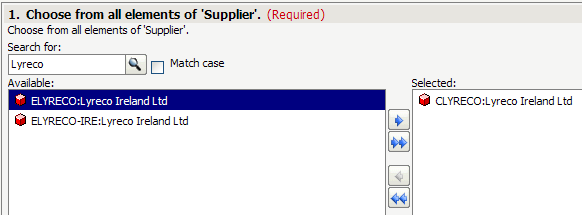 1. Choose from all elements of 'Supplier'. (Required)
Choose from all elements of 'Supplier'.
Search for:
Lyreco
Match case
Available:
ELYRECO:Lyreco Ireland Ltd
ELYRECO-IRE:Lyreco Ireland Ltd
Selected:
CLYRECO:Lyreco Ireland Ltd